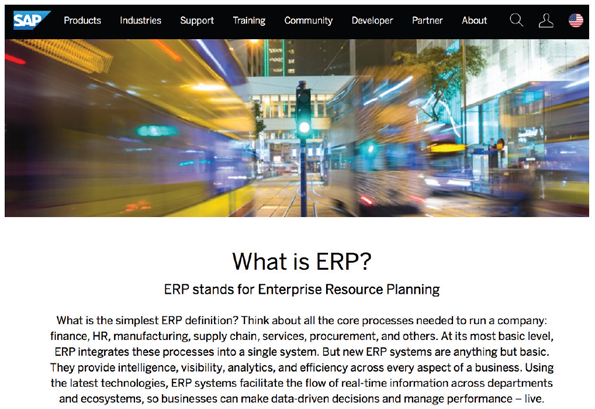 SAP Products Industries Support Training Community Developer Partner About
What is ERP?
ERP stands for Enterprise Resource Planning
What is the simplest ERP definition? Think about all the core processes needed to run a company:
finance, HR, manufacturing, supply chain, services, procurement, and others. At its most basic level,
ERP integrates these processes into a single system. But new ERP systems are anything but basic.
They provide intelligence, visibility, analytics, and efficiency across every aspect of a business. Using
the latest technologies, ERP systems facilitate the flow of real-time information across departments
and ecosystems, so businesses can make data-driven decisions and manage performance – live.